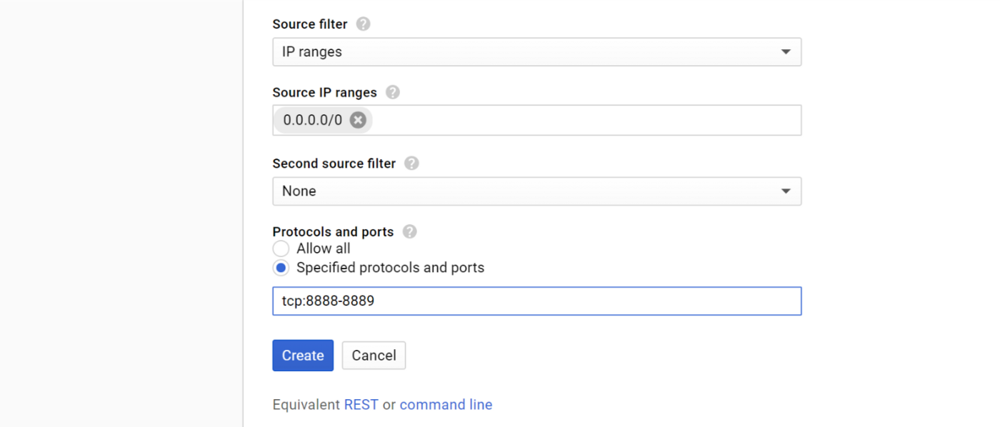 Source filter
IP ranges
Source IP ranges
0.0.0.0/0
Second source filter
None
Protocols and ports
Allow all
Specified protocols and ports
tcp:8888-8889
Create Cancel
Equivalent REST or command line